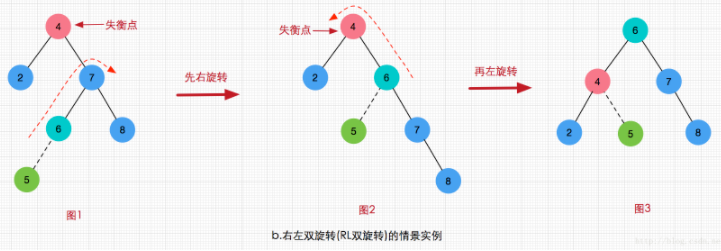 4 失衡点
2 7
6 8
5
图1
先右旋转
失衡点 4
2 6
5 7
8
图2
再左旋转
6
4 7
2 5 8
图3
b.右左双旋转(RL双旋转)的情景实例